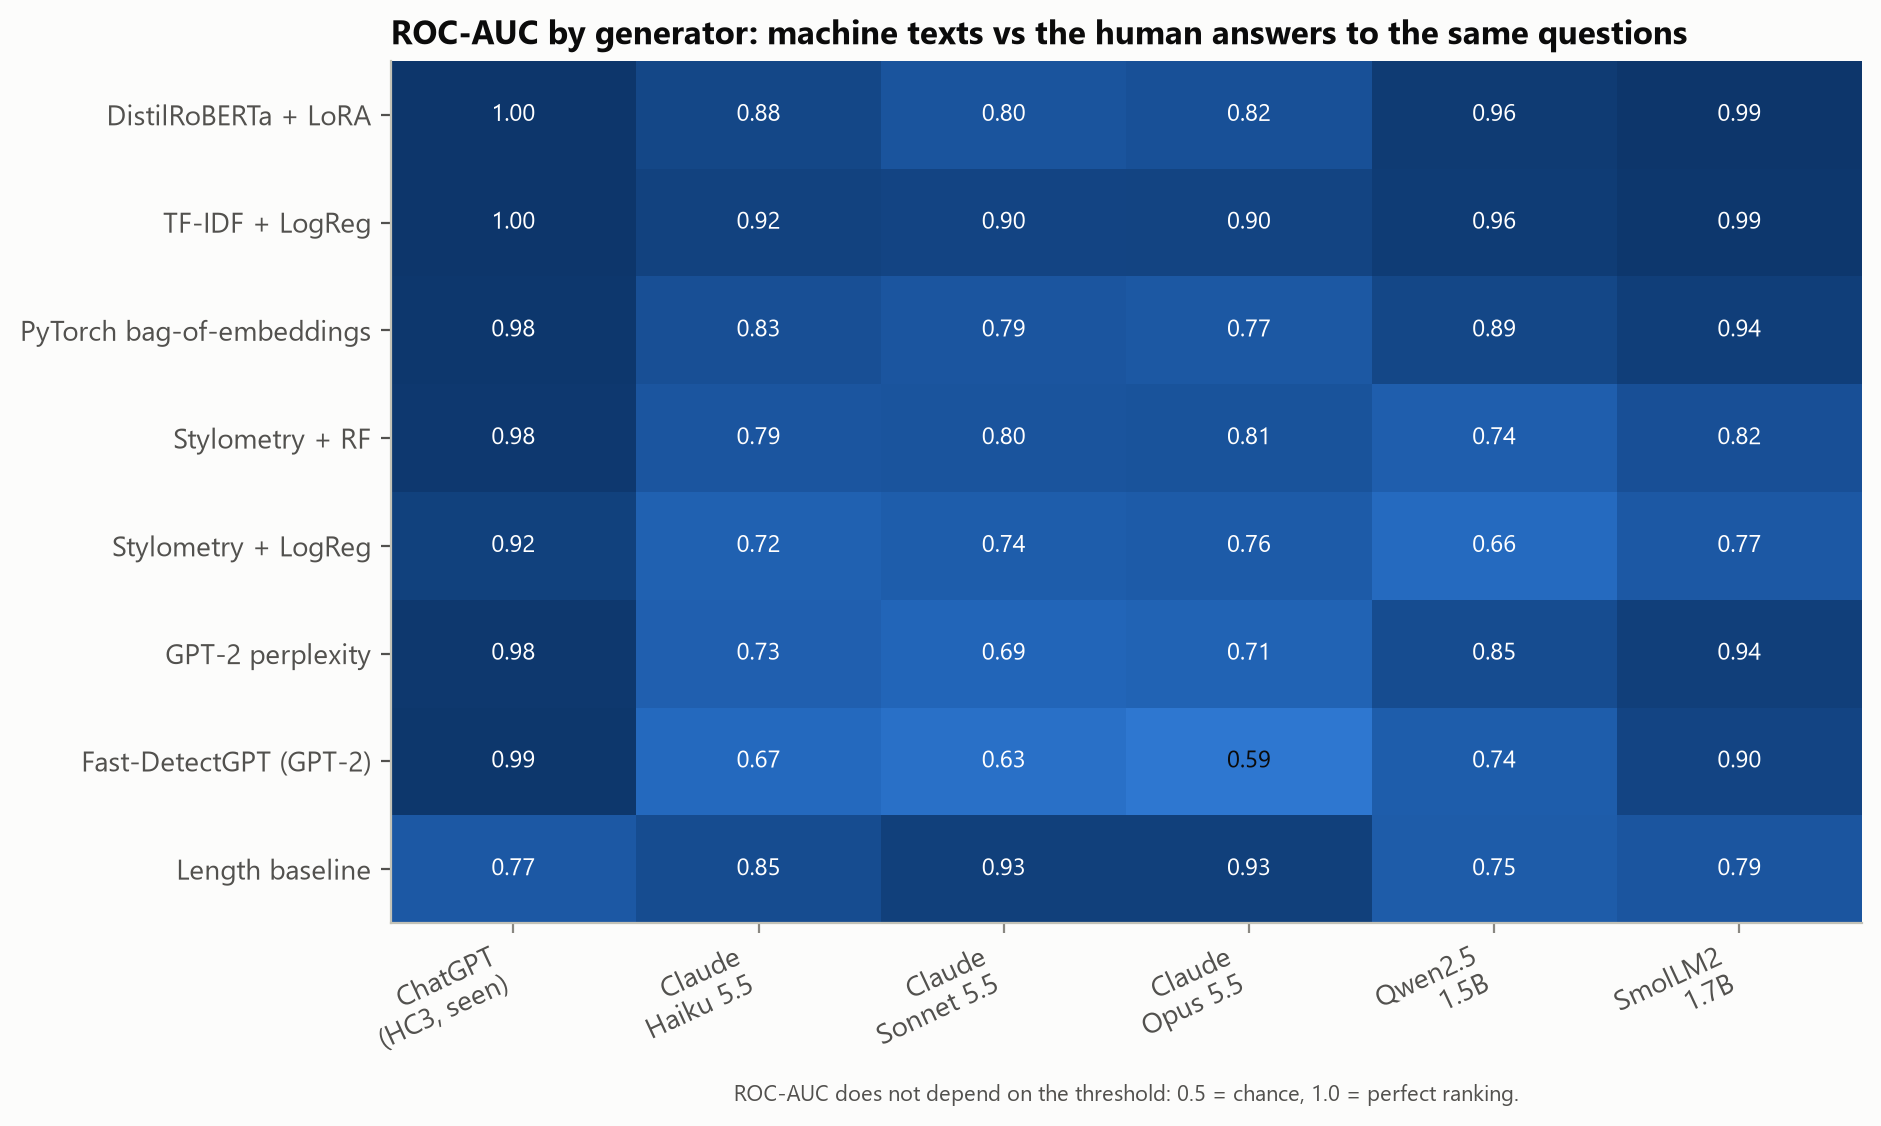 ROC-AUC by generator: machine texts vs the human answers to the same questions
DistilRoBERTa + LoRA 1.00 0.88 0.80 0.82 0.96 0.99
TF-IDF + LogReg 1.00 0.92 0.90 0.90 0.96 0.99
PyTorch bag-of-embeddings 0.98 0.83 0.79 0.77 0.89 0.94
Stylometry + RF 0.98 0.79 0.80 0.81 0.74 0.82
Stylometry + LogReg 0.92 0.72 0.74 0.76 0.66 0.77
GPT-2 perplexity 0.98 0.73 0.69 0.71 0.85 0.94
Fast-DetectGPT (GPT-2) 0.99 0.67 0.63 0.59 0.74 0.90
Length baseline 0.77 0.85 0.93 0.93 0.75 0.79
ChatGPT
(HC3, seen)
Claude
Haiku 5.5
Claude
Sonnet 5.5
Claude
Opus 5.5
Qwen2.5
1.5B
SmolLM2
1.7B
ROC-AUC does not depend on the threshold: 0.5 = chance, 1.0 = perfect ranking.